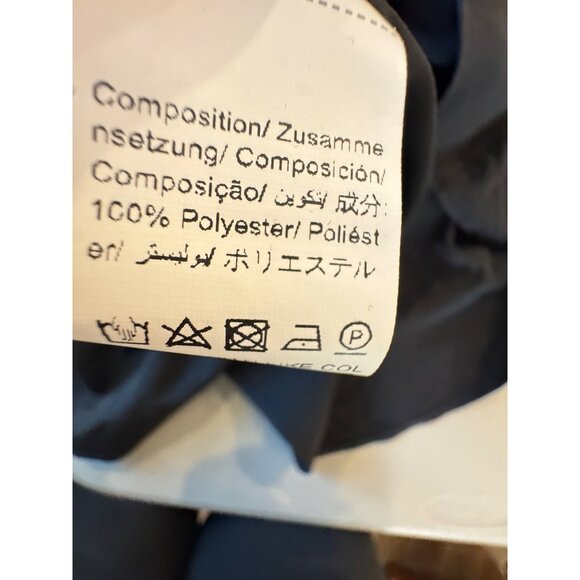 Composition/ Zusamme
nsetzung/ Composición/
Composição/ تكوين/ 成分:
100% Polyester/ Poliést
er/ بوليستر/ ポリエステル
P
COL